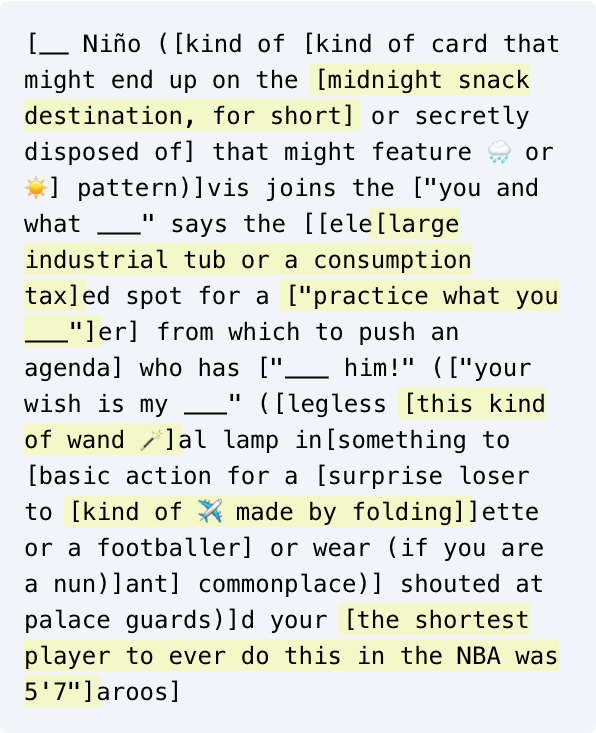 [__ Niño ([kind of [kind of card that
might end up on the [midnight snack
destination, for short] or secretly
disposed of] that might feature 🌧️ or
☀️] pattern)]vis joins the ["you and
what ___" says the [[ele[large
industrial tub or a consumption
tax]ed spot for a ["practice what you
___"]er] from which to push an
agenda] who has ["___ him!" (["your
wish is my ___" ([legless [this kind
of wand 🪄]al lamp in[something to
[basic action for a [surprise loser
to [kind of ✈️ made by folding]]ette
or a footballer] or wear (if you are
a nun)]ant] commonplace)] shouted at
palace guards)]d your [the shortest
player to ever do this in the NBA was
5'7"]aroos]